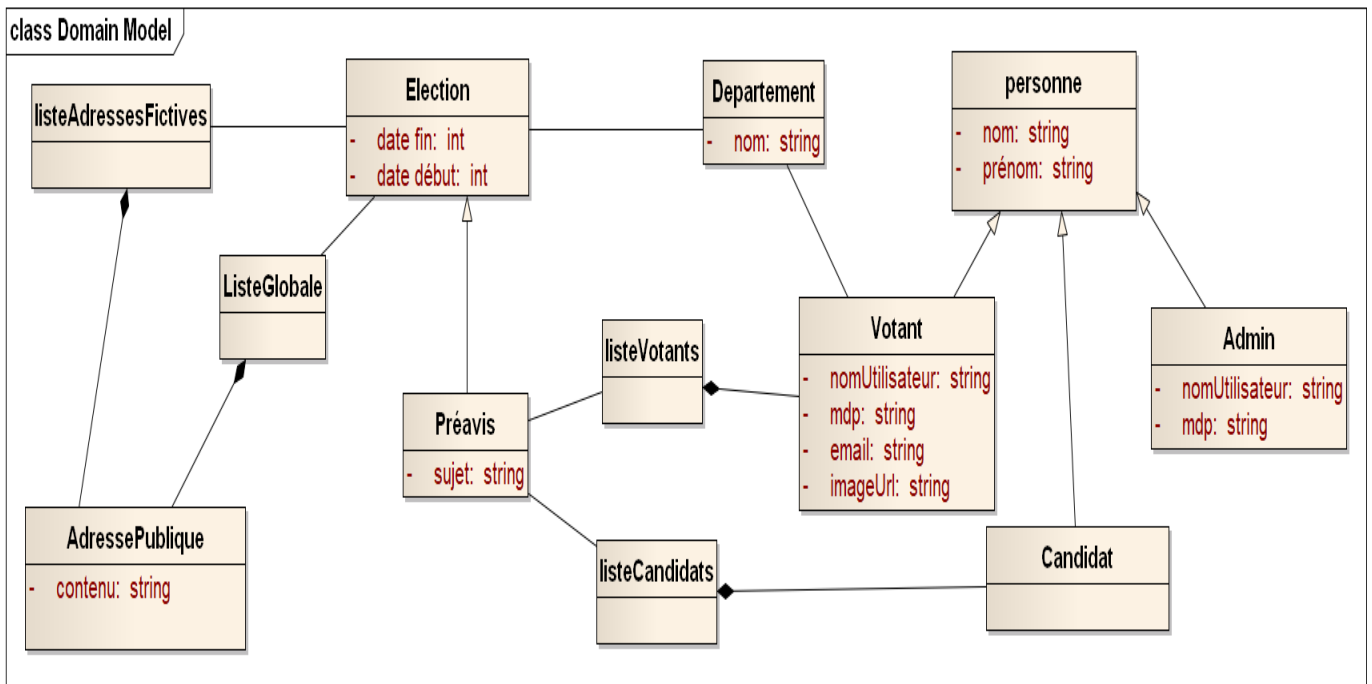 class Domain Model
listeAdressesFictives
Election
- date fin: int
- date début: int
Departement
- nom: string
personne
- nom: string
- prénom: string
ListeGlobale
listeVotants
Votant
- nomUtilisateur: string
- mdp: string
- email: string
- imageUrl: string
Admin
- nomUtilisateur: string
- mdp: string
Préavis
- sujet: string
AdressePublique
- contenu: string
listeCandidats
Candidat